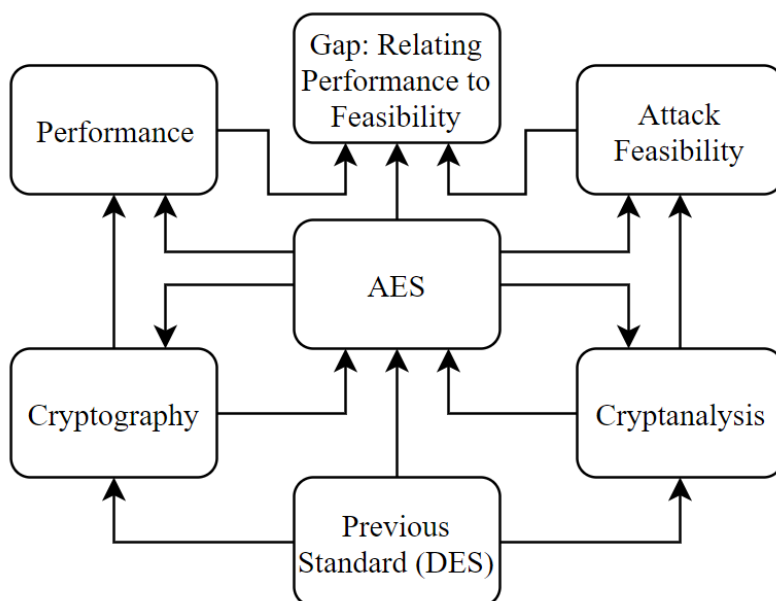 Gap: Relating
Performance to
Feasibility
Performance
Attack
Feasibility
AES
Cryptography
Cryptanalysis
Previous
Standard (DES)